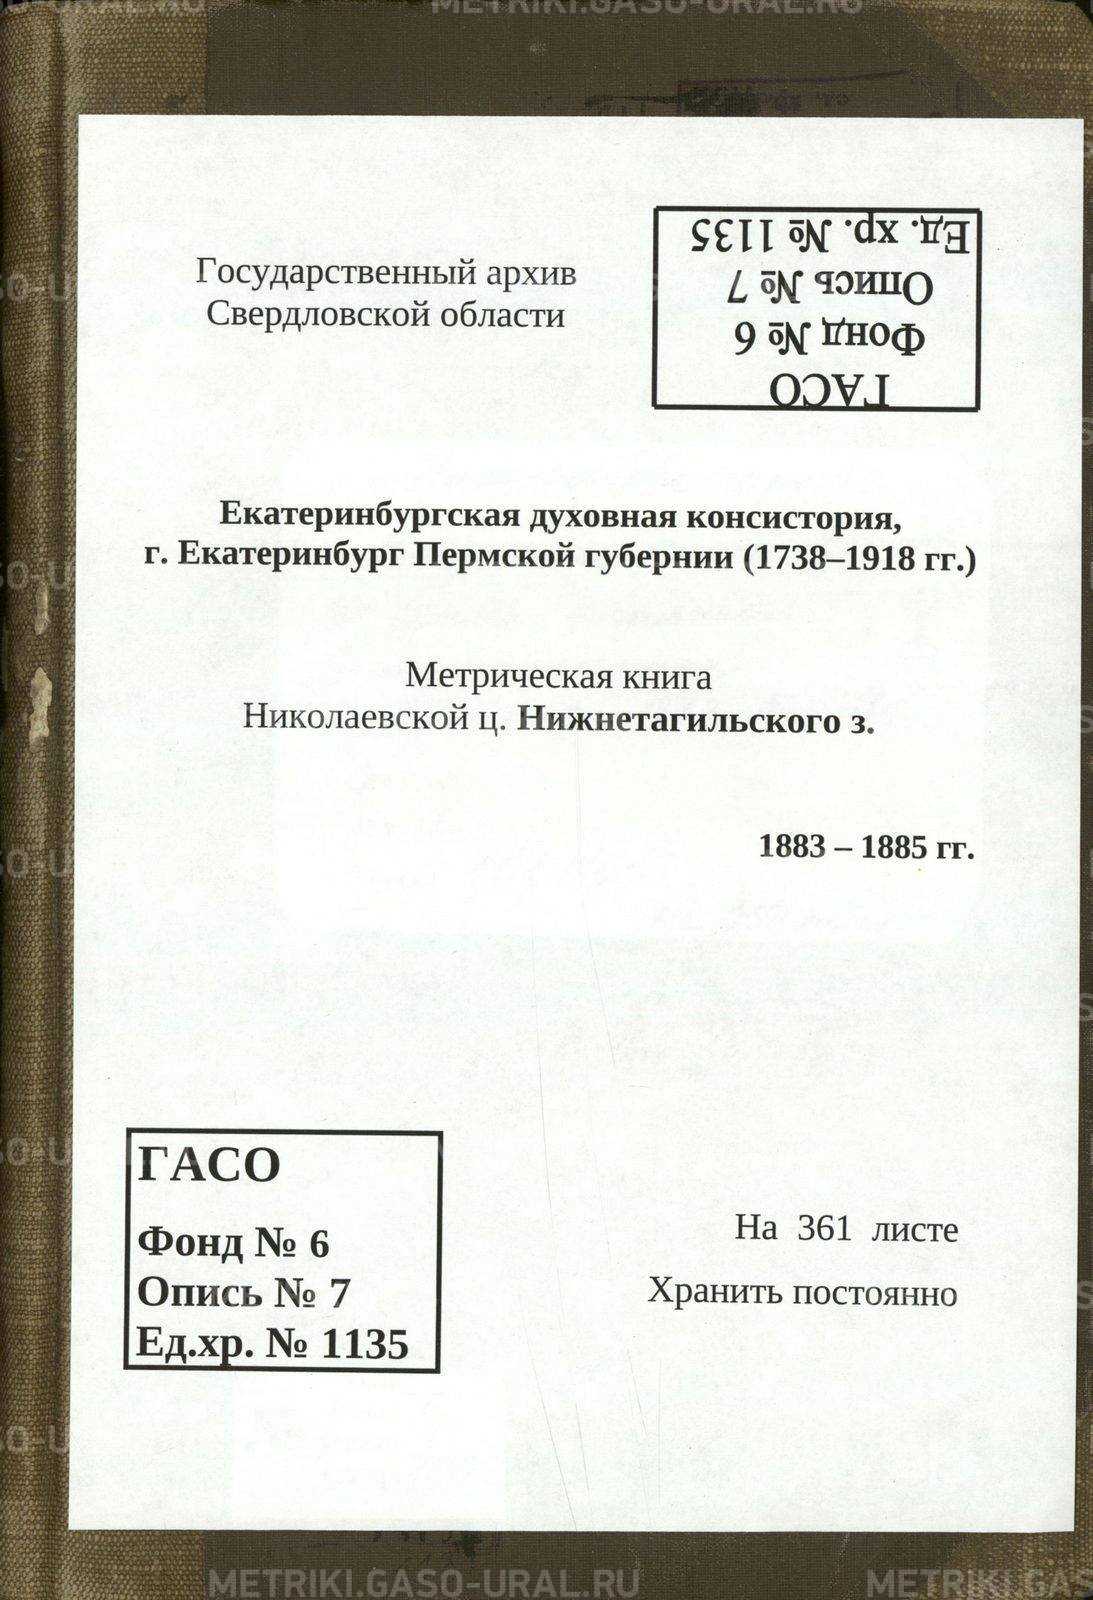 METRIKI.GASO-URAL.RU
Государственный архив
Свердловской области
ГАСО
Фонд № 6
Опись № 7
Ед. хр. № 1135
Екатеринбургская духовная консистория,
г. Екатеринбург Пермской губернии (1738–1918 гг.)
Метрическая книга
Николаевской ц. Нижнетагильского з.
1883 – 1885 гг.
ГАСО
Фонд № 6
Опись № 7
Ед.хр. № 1135
На 361 листе
Хранить постоянно
METRIKI.GASO-URAL.RU
METRIKI.GAS